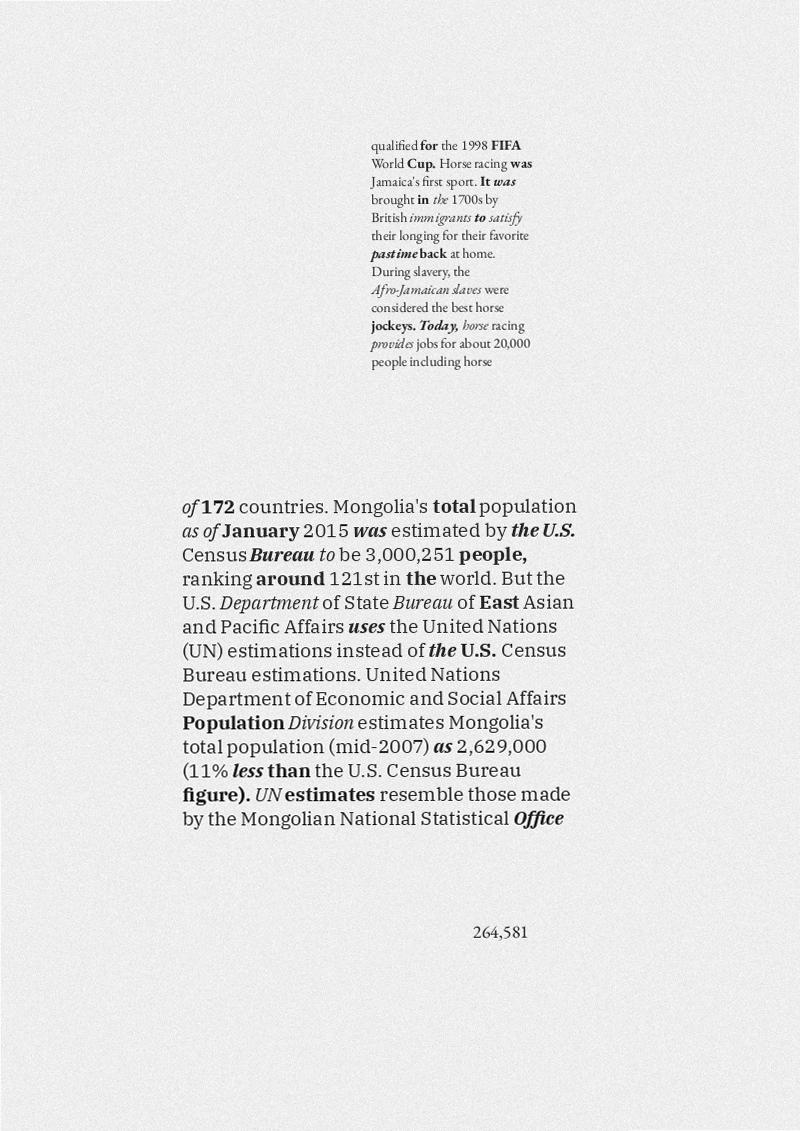 qualified for the 1998 FIFA
World Cup. Horse racing was
Jamaica's first sport. It was
brought in the 1700s by
British immigrants to satisfy
their longing for their favorite
pastime back at home.
During slavery, the
Afro-Jamaican slaves were
considered the best horse
jockeys. Today, horse racing
provides jobs for about 20,000
people including horse
of 172 countries. Mongolia's total population
as of January 2015 was estimated by the U.S.
Census Bureau to be 3,000,251 people,
ranking around 121st in the world. But the
U.S. Department of State Bureau of East Asian
and Pacific Affairs uses the United Nations
(UN) estimations instead of the U.S. Census
Bureau estimations. United Nations
Department of Economic and Social Affairs
Population Division estimates Mongolia's
total population (mid-2007) as 2,629,000
(11% less than the U.S. Census Bureau
figure). UN estimates resemble those made
by the Mongolian National Statistical Office
264,581